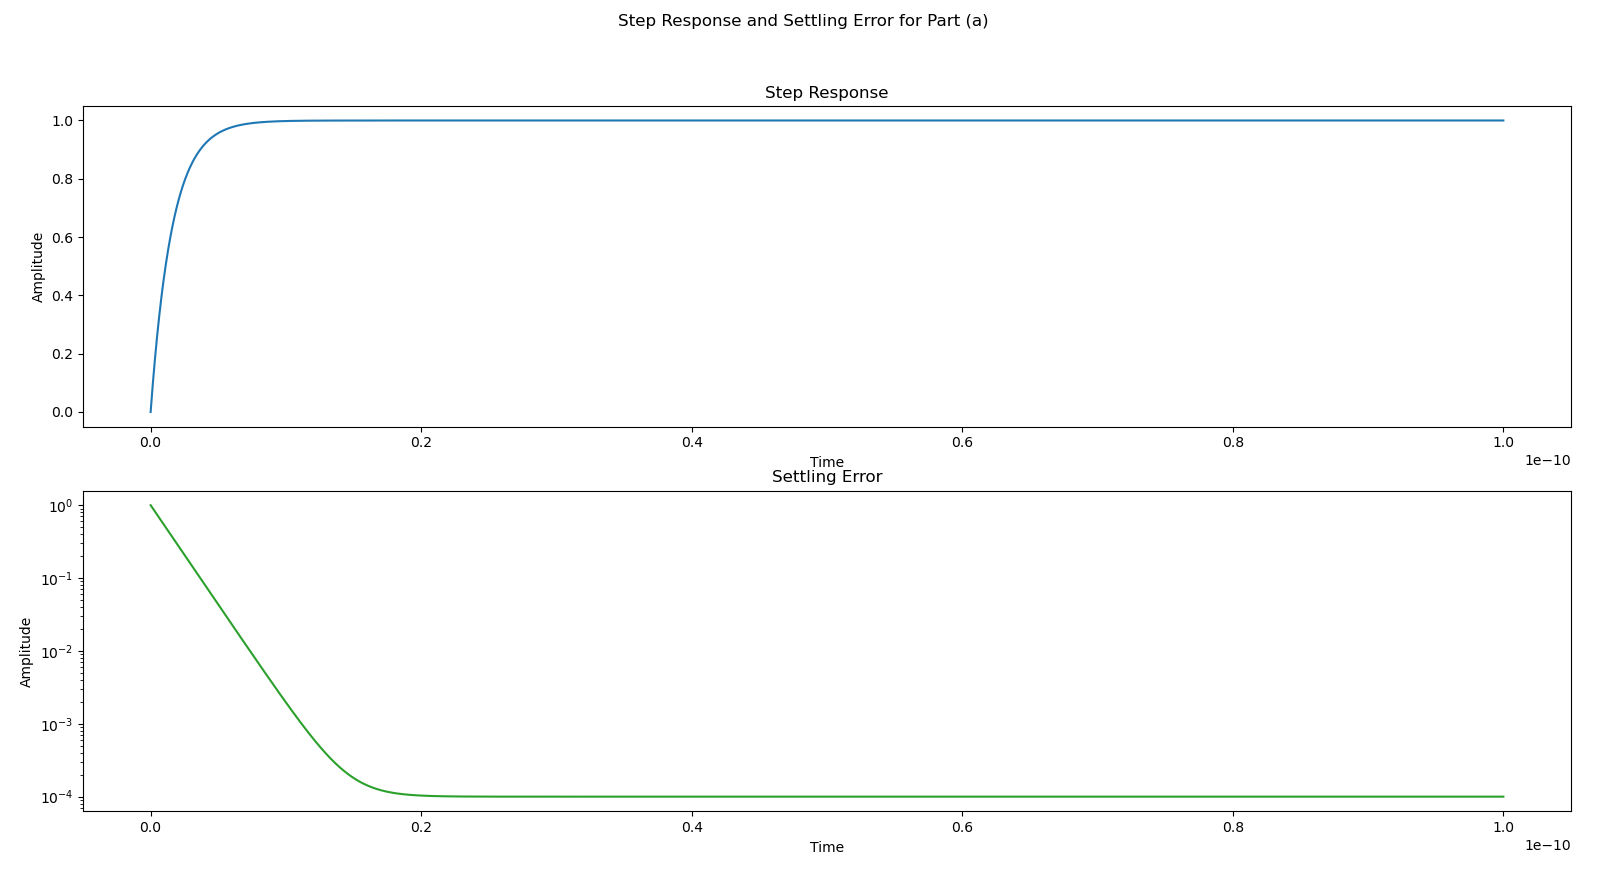 Step Response and Settling Error for Part (a)
Step Response
Amplitude
1.0
0.8
0.6
0.4
0.2
0.0
0.0 0.2 0.4 0.6 0.8 1.0
Time
1e−10
Settling Error
Amplitude
10⁰
10⁻¹
10⁻²
10⁻³
10⁻⁴
0.0 0.2 0.4 0.6 0.8 1.0
Time
1e−10